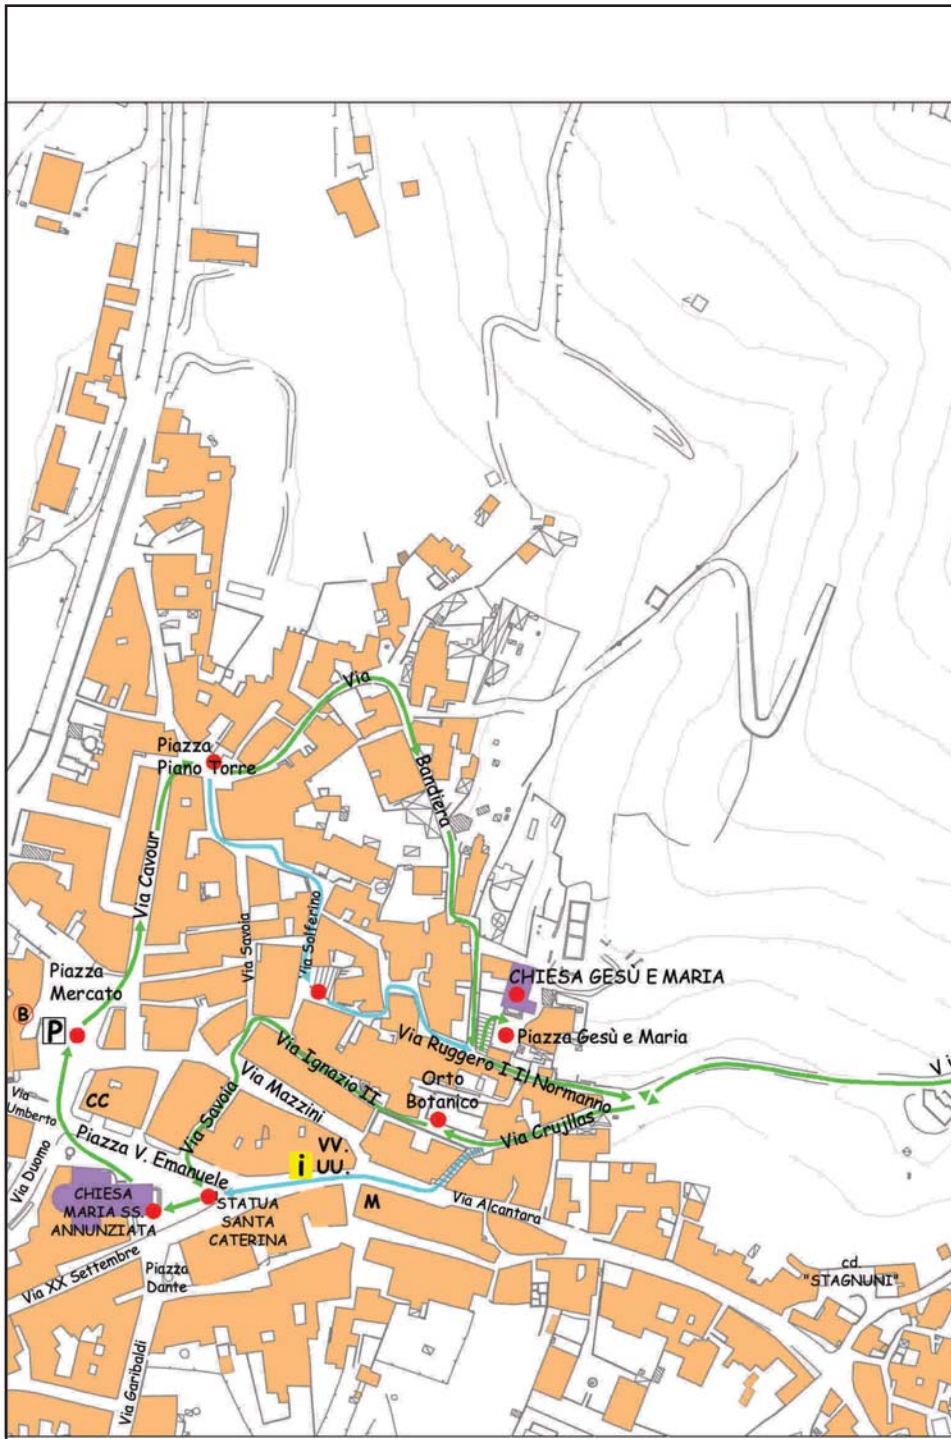 Via
Piazza
Piano Torre
Bandiera
Via Cavour
Via Savoia
Via Solferino
Piazza
Mercato
CHIESA GESÙ E MARIA
B
P
Piazza Gesù e Maria
Via Ruggero I Il Normanno
Via Ignazio II
Orto
Botanico
Vi
Via Mazzini
Via
Umberto
CC
Via Savoia
Via Crujllas
Piazza V. Emanuele
VV.
UU.
i
Via Duomo
CHIESA
MARIA SS.
ANNUNZIATA
STATUA
SANTA
CATERINA
M
Via Alcantara
Via XX Settembre
Piazza
Dante
cd.
"STAGNUNI"
Via Garibaldi